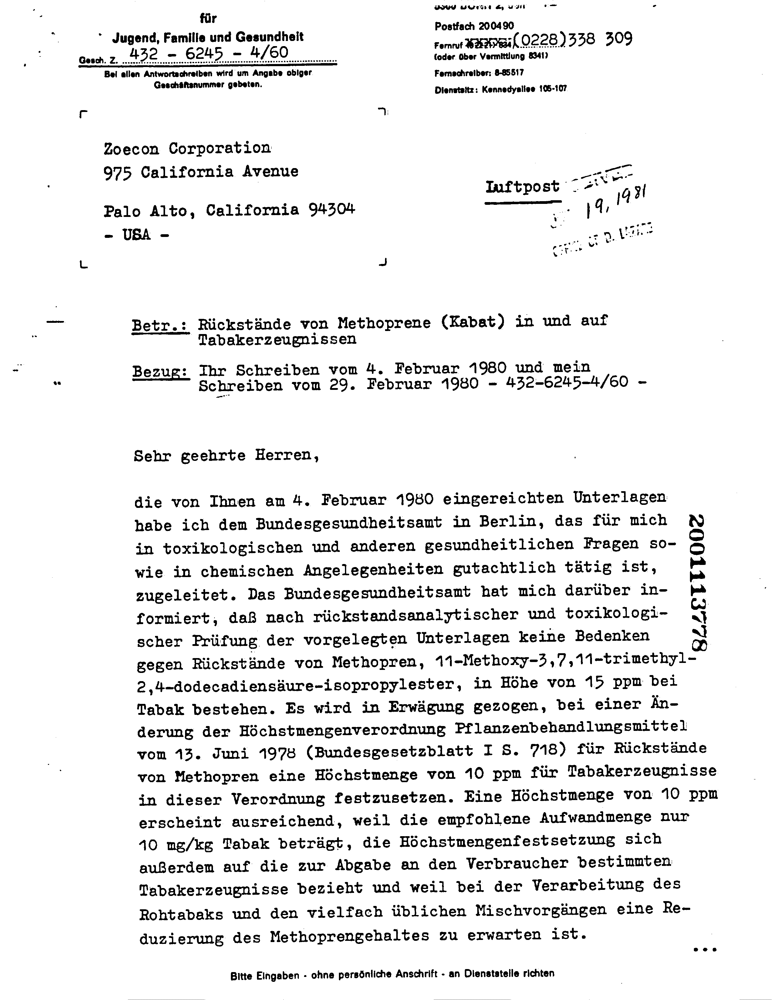 für
Jugend, Familie und Gesundheit
Gesch. Z. 432 - 6245 - 4/60
Bei allen Antwortschreiben wird um Angabe obiger
Geschäftsnummer gebeten.
Postfach 200490
Fernruf (0228)338 309
(oder über Vermittlung 8341)
Fernschreiber: 8-85517
Dienstsitz: Kennedyallee 105-107
Zoecon Corporation
975 California Avenue
Palo Alto, California 94304
- USA -
Luftpost
19, 1981
Betr.: Rückstände von Methoprene (Kabat) in und auf
Tabakerzeugnissen
Bezug: Ihr Schreiben vom 4. Februar 1980 und mein
Schreiben vom 29. Februar 1980 - 432-6245-4/60 -
Sehr geehrte Herren,
die von Ihnen am 4. Februar 1980 eingereichten Unterlagen
habe ich dem Bundesgesundheitsamt in Berlin, das für mich
in toxikologischen und anderen gesundheitlichen Fragen so-
wie in chemischen Angelegenheiten gutachtlich tätig ist,
zugeleitet. Das Bundesgesundheitsamt hat mich darüber in-
formiert, daß nach rückstandsanalytischer und toxikologi-
scher Prüfung der vorgelegten Unterlagen keine Bedenken
gegen Rückstände von Methopren, 11-Methoxy-3,7,11-trimethyl-
2,4-dodecadiensäure-isopropylester, in Höhe von 15 ppm bei
Tabak bestehen. Es wird in Erwägung gezogen, bei einer Än-
derung der Höchstmengenverordnung Pflanzenbehandlungsmittel
vom 13. Juni 1978 (Bundesgesetzblatt I S. 718) für Rückstände
von Methopren eine Höchstmenge von 10 ppm für Tabakerzeugnisse
in dieser Verordnung festzusetzen. Eine Höchstmenge von 10 ppm
erscheint ausreichend, weil die empfohlene Aufwandmenge nur
10 mg/kg Tabak beträgt, die Höchstmengenfestsetzung sich
außerdem auf die zur Abgabe an den Verbraucher bestimmten
Tabakerzeugnisse bezieht und weil bei der Verarbeitung des
Rohtabaks und den vielfach üblichen Mischvorgängen eine Re-
duzierung des Methoprengehaltes zu erwarten ist.
...
2001113778
Bitte Eingaben - ohne persönliche Anschrift - an Dienststelle richten